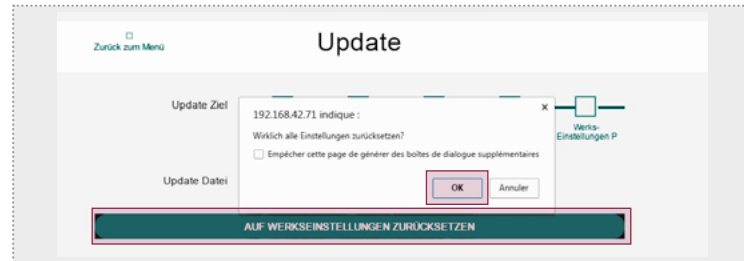 Zurück zum Menü
Update
Update Ziel
192.168.42.71 indique :
x
Wirklich alle Einstellungen zurücksetzen?
Empêcher cette page de générer des boîtes de dialogue supplémentaires
Werks-
Einstellungen P
Update Datei
OK Annuler
AUF WERKSEINSTELLUNGEN ZURÜCKSETZEN